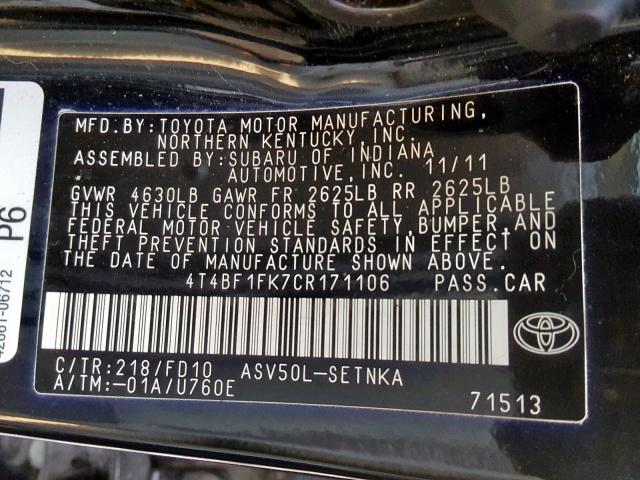 MFD.BY:TOYOTA MOTOR MANUFACTURING,
NORTHERN KENTUCKY, INC.
ASSEMBLED BY:SUBARU OF INDIANA
AUTOMOTIVE,INC. 11/11
GVWR 4630LB GAWR FR 2625LB RR 2625LB
THIS VEHICLE CONFORMS TO ALL APPLICABLE
FEDERAL MOTOR VEHICLE SAFETY,BUMPER,AND
THEFT PREVENTION STANDARDS IN EFFECT ON
THE DATE OF MANUFACTURE SHOWN ABOVE.
4T4BF1FK7CR171106 PASS.CAR
C/TR:218/FD10 ASV50L-SETNKA
A/TM:-01A/U760E
71513
P6
42061-06712